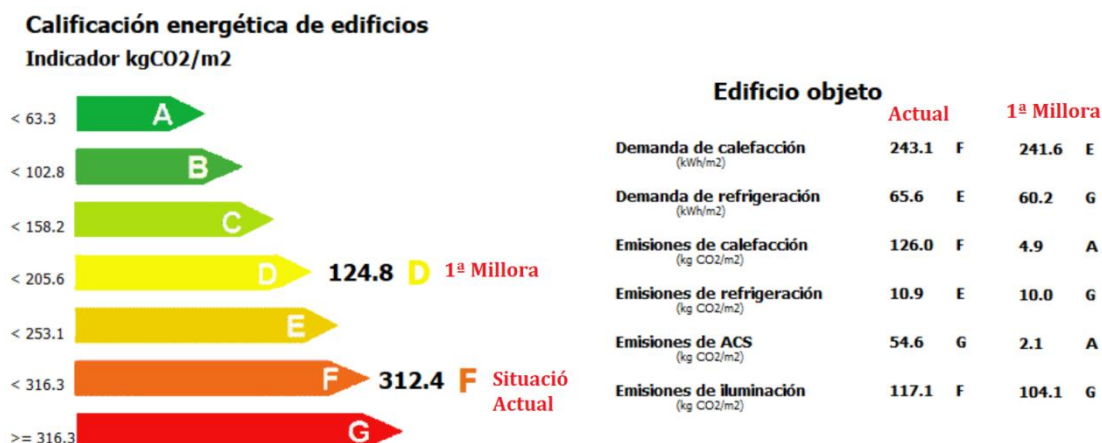 Calificación energética de edificios
Indicador kgCO2/m2
< 63.3 A
< 102.8 B
< 158.2 C
< 205.6 D 124.8 D 1ª Millora
< 253.1 E
< 316.3 F 312.4 F Situació
Actual
>= 316.3 G
Edificio objeto
Actual 1ª Millora
Demanda de calefacción 243.1 F 241.6 E
(kWh/m2)
Demanda de refrigeración 65.6 E 60.2 G
(kWh/m2)
Emisiones de calefacción 126.0 F 4.9 A
(kg CO2/m2)
Emisiones de refrigeración 10.9 E 10.0 G
(kg CO2/m2)
Emisiones de ACS 54.6 G 2.1 A
(kg CO2/m2)
Emisiones de iluminación 117.1 F 104.1 G
(kg CO2/m2)